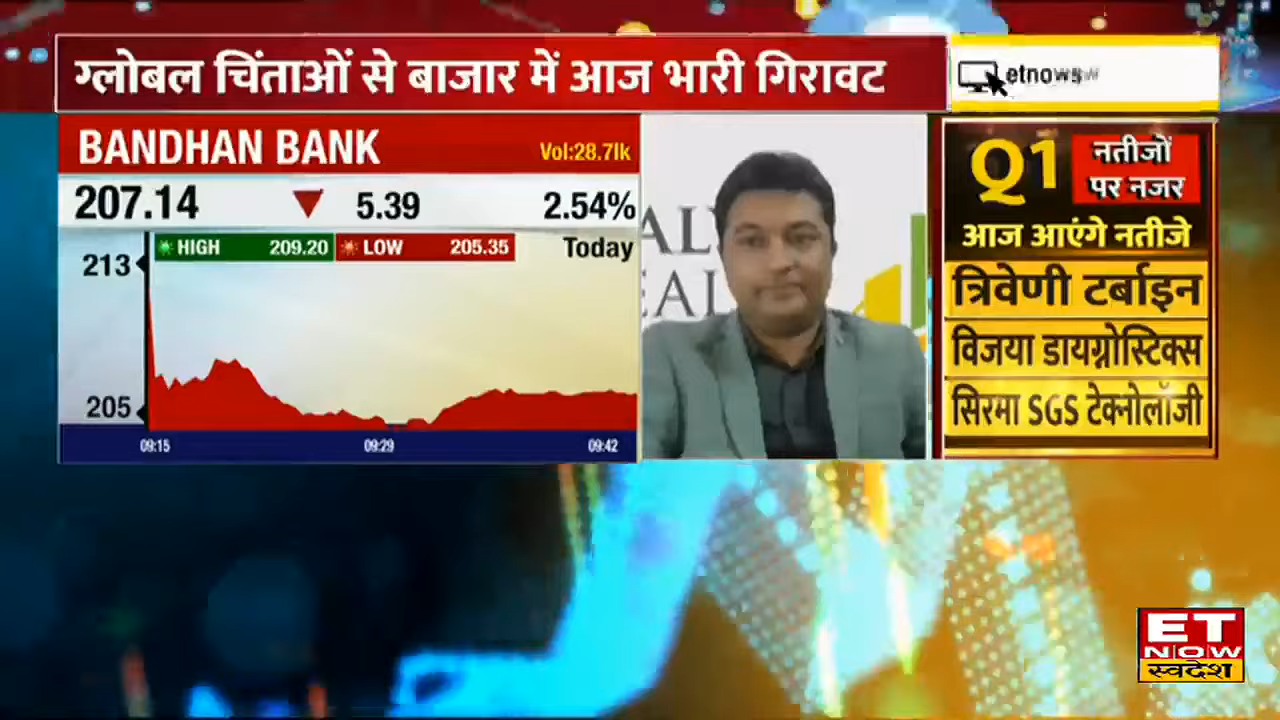 ग्लोबल चिंताओं से बाजार में आज भारी गिरावट
etnows
BANDHAN BANK
Vol:28.7lk
207.14 ▼ 5.39 2.54%
HIGH 209.20 LOW 205.35 Today
213
205
09:15 09:29 09:42
Q1 नतीजों
पर नजर
आज आएंगे नतीजे
त्रिवेणी टर्बाइन
विजया डायग्नोस्टिक्स
सिरमा SGS टेक्नोलॉजी
ET
NOW
स्वदेश